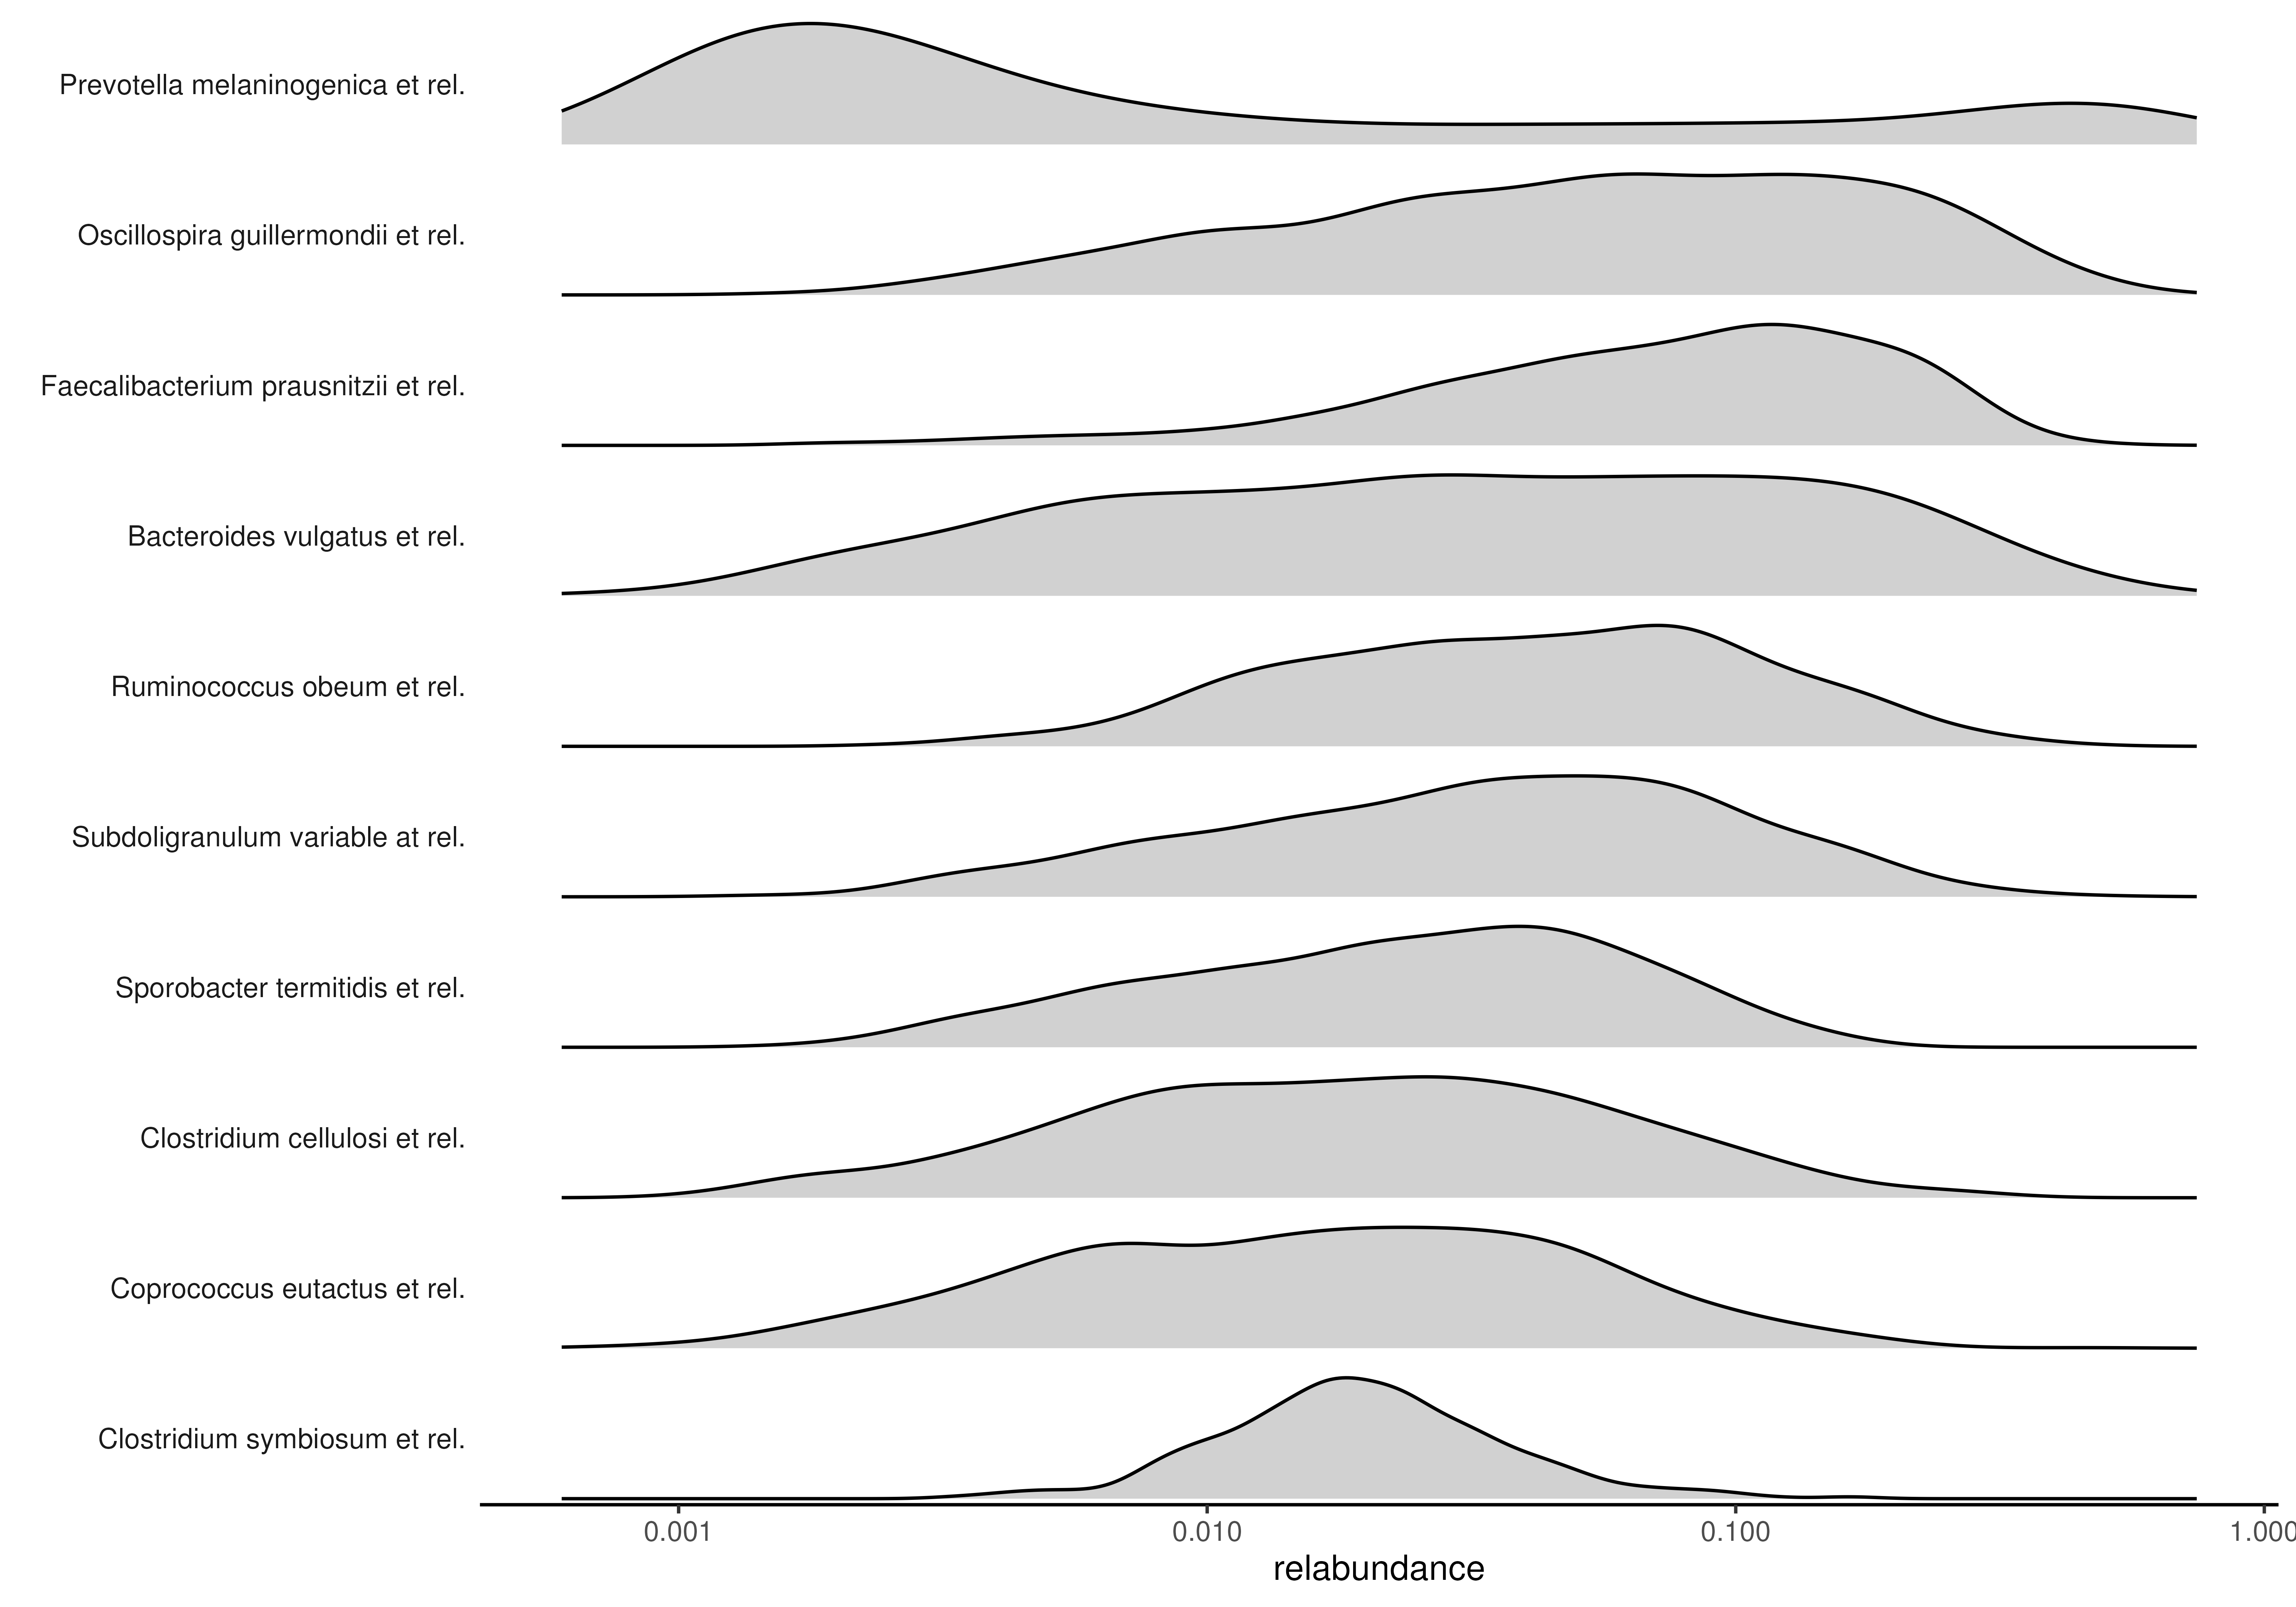 Prevotella melaninogenica et rel.
Oscillospira guillermondii et rel.
Faecalibacterium prausnitzii et rel.
Bacteroides vulgatus et rel.
Ruminococcus obeum et rel.
Subdoligranulum variable at rel.
Sporobacter termitidis et rel.
Clostridium cellulosi et rel.
Coprococcus eutactus et rel.
Clostridium symbiosum et rel.
0.001 0.010 0.100 1.000
relabundance